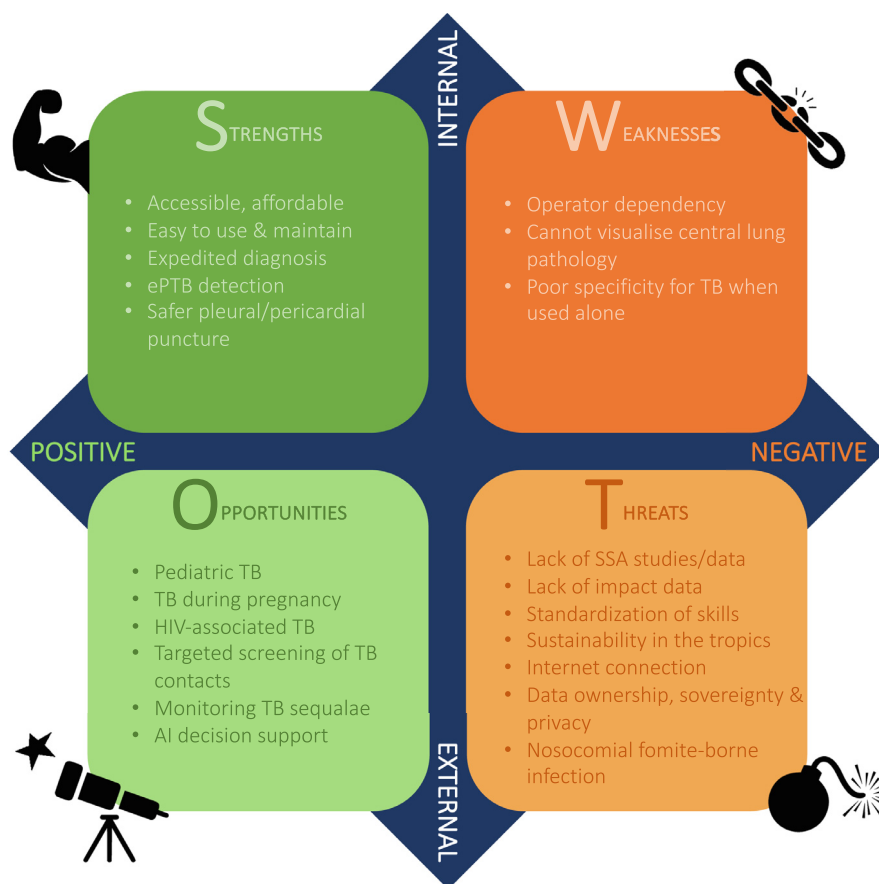 INTERNAL
STRENGTHS
• Accessible, affordable
• Easy to use & maintain
• Expedited diagnosis
• ePTB detection
• Safer pleural/pericardial
puncture
WEAKNESSES
• Operator dependency
• Cannot visualise central lung
pathology
• Poor specificity for TB when
used alone
POSITIVE
NEGATIVE
OPPORTUNITIES
• Pediatric TB
• TB during pregnancy
• HIV-associated TB
• Targeted screening of TB
contacts
• Monitoring TB sequalae
• AI decision support
THREATS
• Lack of SSA studies/data
• Lack of impact data
• Standardization of skills
• Sustainability in the tropics
• Internet connection
• Data ownership, sovereignty &
privacy
• Nosocomial fomite-borne
infection
EXTERNAL